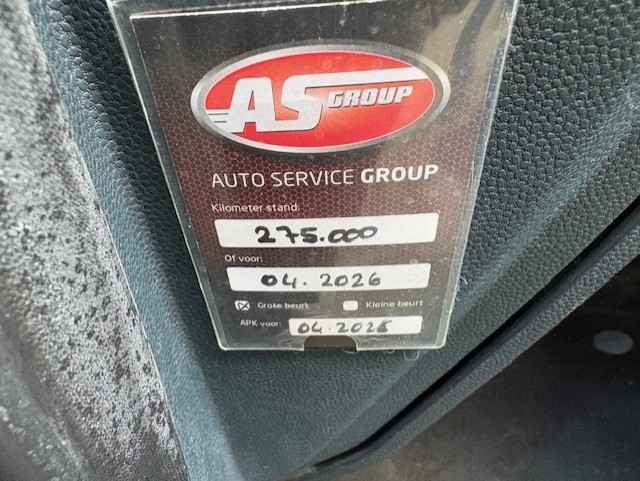 AS GROUP
AUTO SERVICE GROUP
Kilometer stand:
275.000
Of voor:
04.2026
Grote beurt Kleine beurt
APK voor: 04.2026